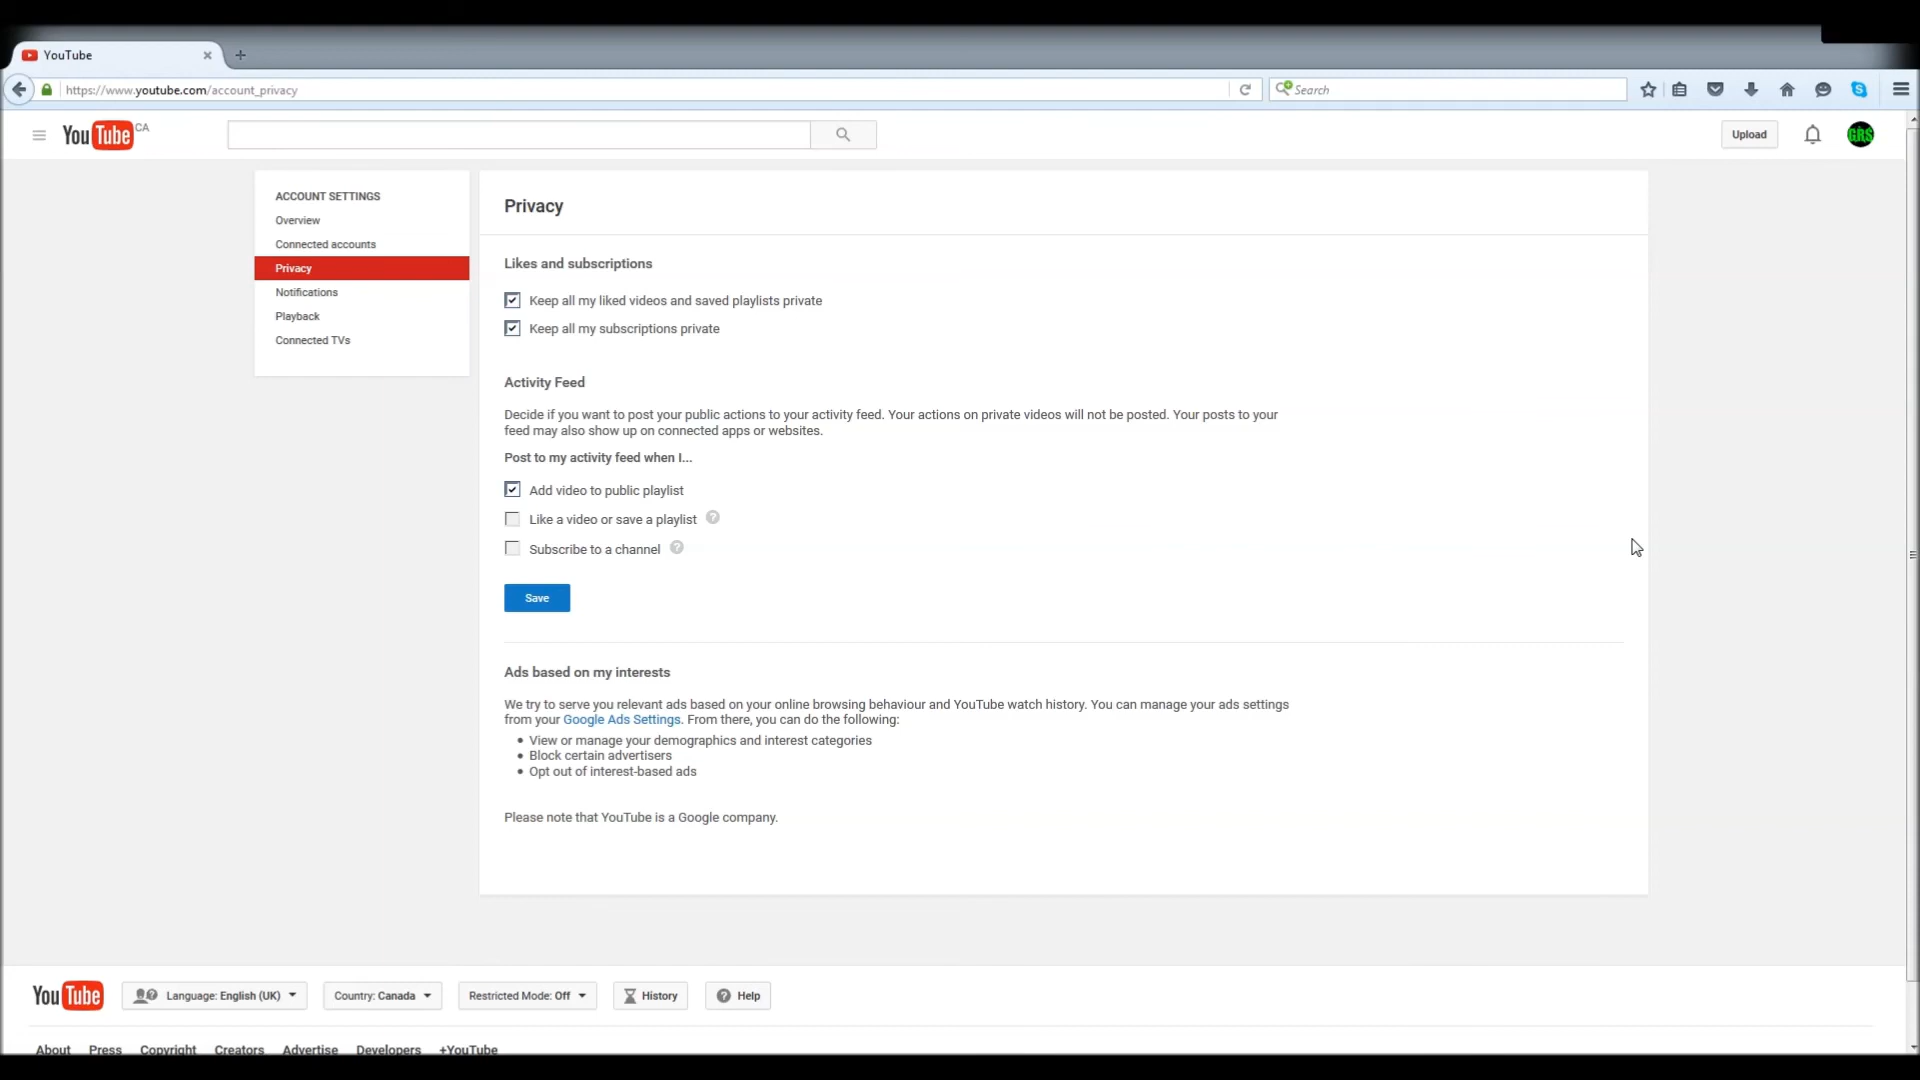 YouTube
https://www.youtube.com/account_privacy
Search
YouTube CA
Upload
GRS
ACCOUNT SETTINGS
Overview
Connected accounts
Privacy
Notifications
Playback
Connected TVs
Privacy
Likes and subscriptions
Keep all my liked videos and saved playlists private
Keep all my subscriptions private
Activity Feed
Decide if you want to post your public actions to your activity feed. Your actions on private videos will not be posted. Your posts to your
feed may also show up on connected apps or websites.
Post to my activity feed when I...
Add video to public playlist
Like a video or save a playlist ?
Subscribe to a channel ?
Save
Ads based on my interests
We try to serve you relevant ads based on your online browsing behaviour and YouTube watch history. You can manage your ads settings
from your Google Ads Settings. From there, you can do the following:
• View or manage your demographics and interest categories
• Block certain advertisers
• Opt out of interest-based ads
Please note that YouTube is a Google company.
YouTube Language: English (UK) Country: Canada Restricted Mode: Off History Help
About Press Copyright Creators Advertise Developers +YouTube